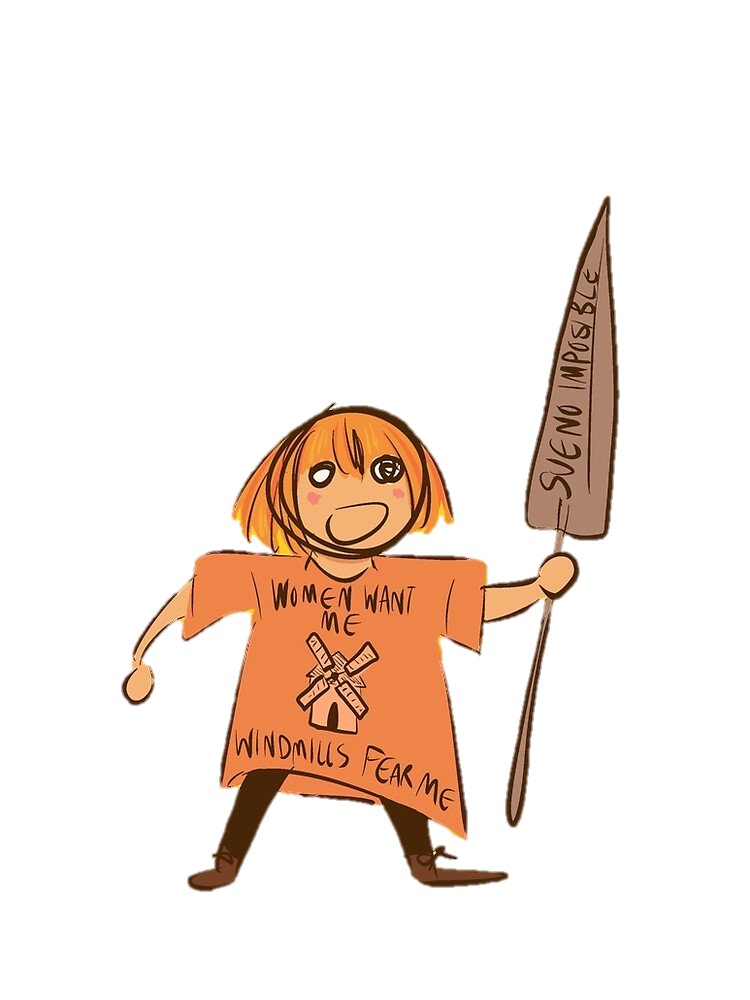 WOMEN WANT
ME
WINDMILLS FEAR ME
SUENO IMPOSIBLE